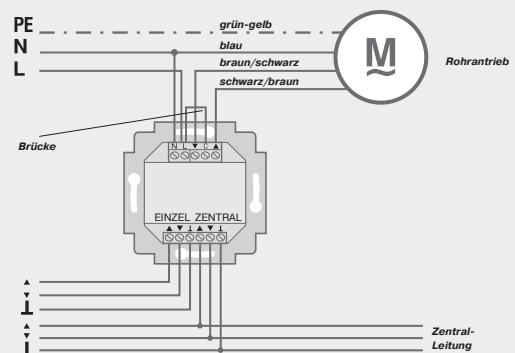 PE
grün-gelb
N
blau
L
braun/schwarz
schwarz/braun
M
~
Rohrantrieb
Brücke
N L ▼ C ▲
EINZEL ZENTRAL
▲ ▼ ⊥ ▲ ▼ ⊥
▲
▼
⊥
▲
▼
⊥
Zentral-
Leitung